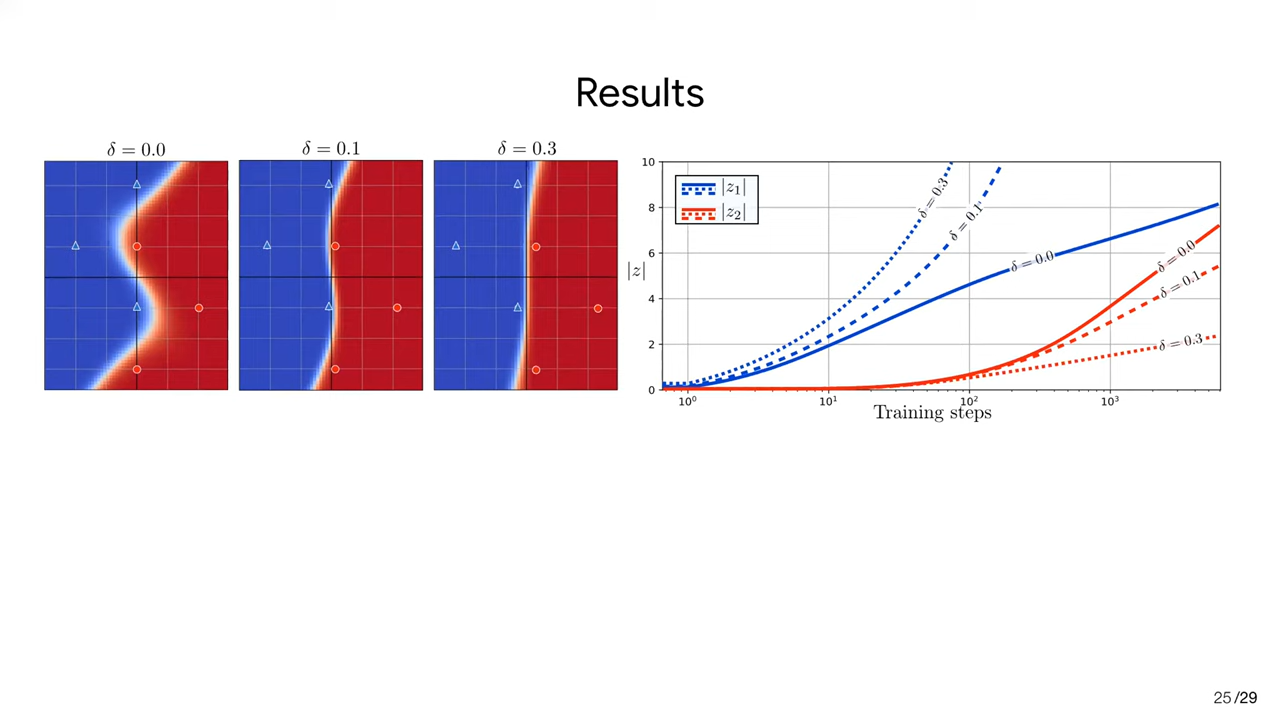 Results
δ = 0.0
δ = 0.1
δ = 0.3
|z₁|
|z₂|
|z|
10
8
6
4
2
0
δ = 0.3
δ = 0.1
δ = 0.0
δ = 0.0
δ = 0.1
δ = 0.3
10⁰ 10¹ 10² 10³
Training steps
25/29